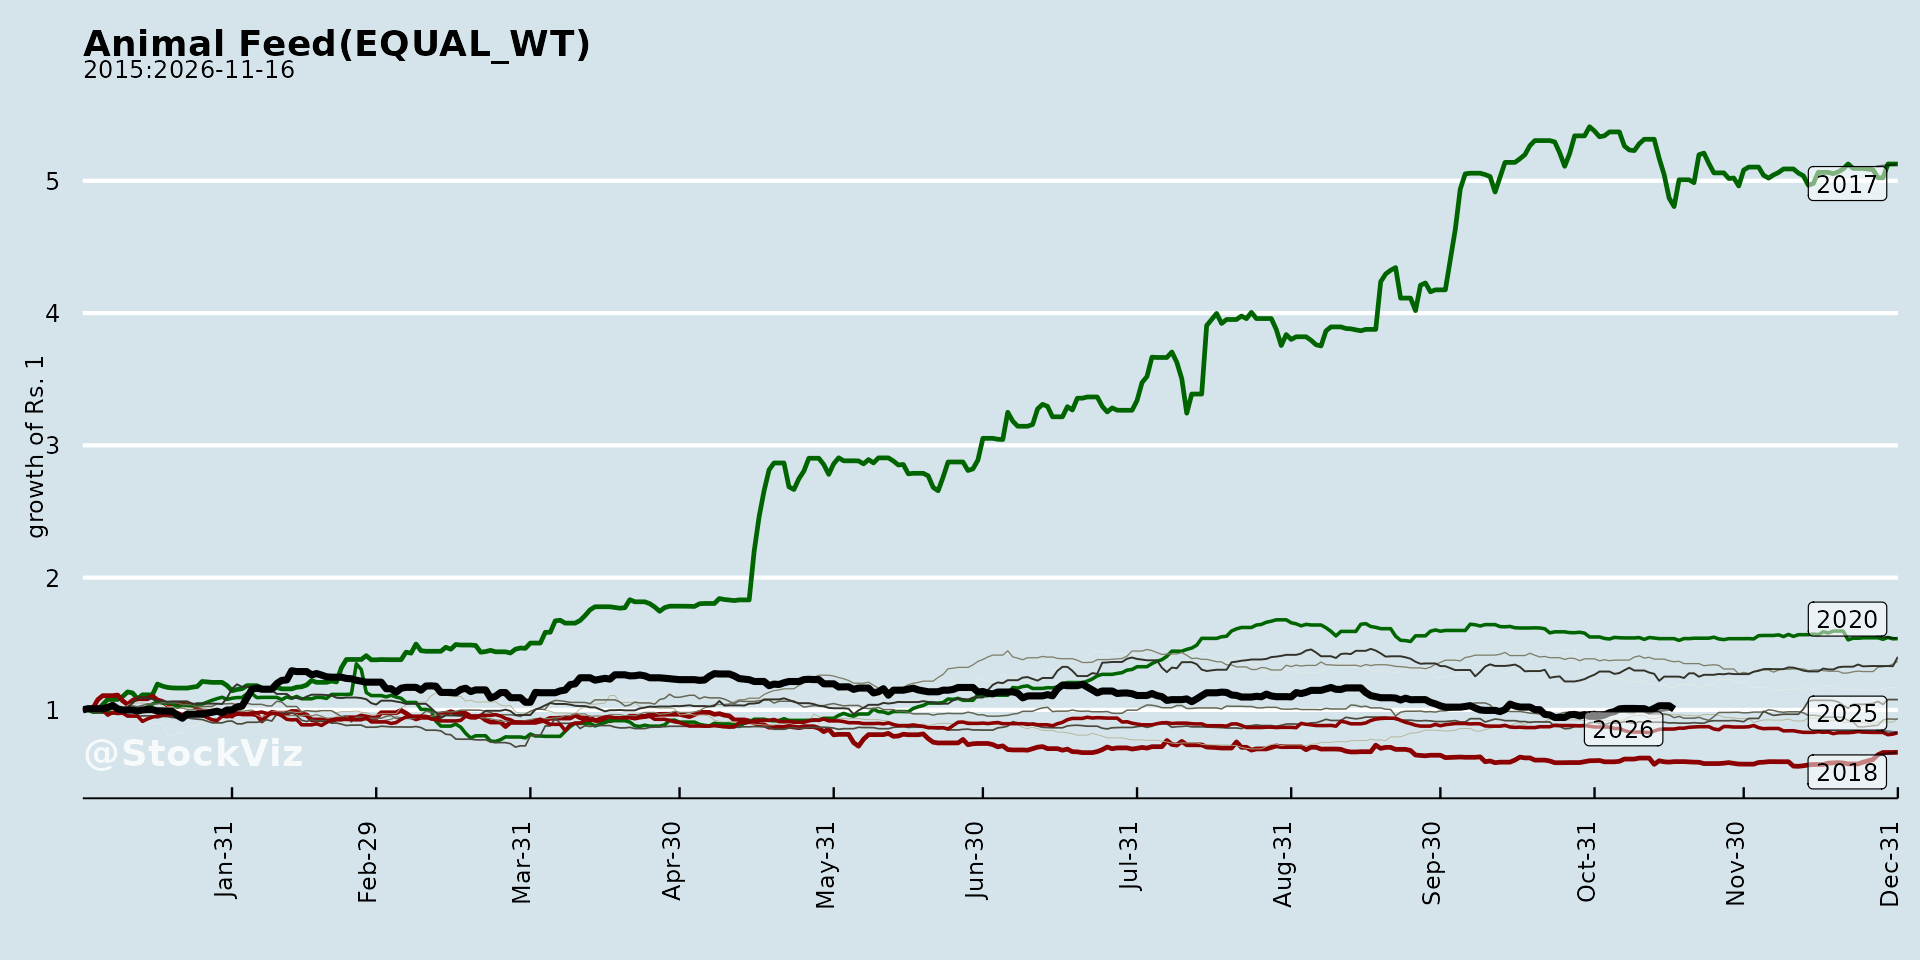 Animal Feed(EQUAL_WT)
2015:2026-11-16
growth of Rs. 1
5
4
3
2
1
2017
2020
2025
2026
2018
@StockViz
Jan-31
Feb-29
Mar-31
Apr-30
May-31
Jun-30
Jul-31
Aug-31
Sep-30
Oct-31
Nov-30
Dec-31